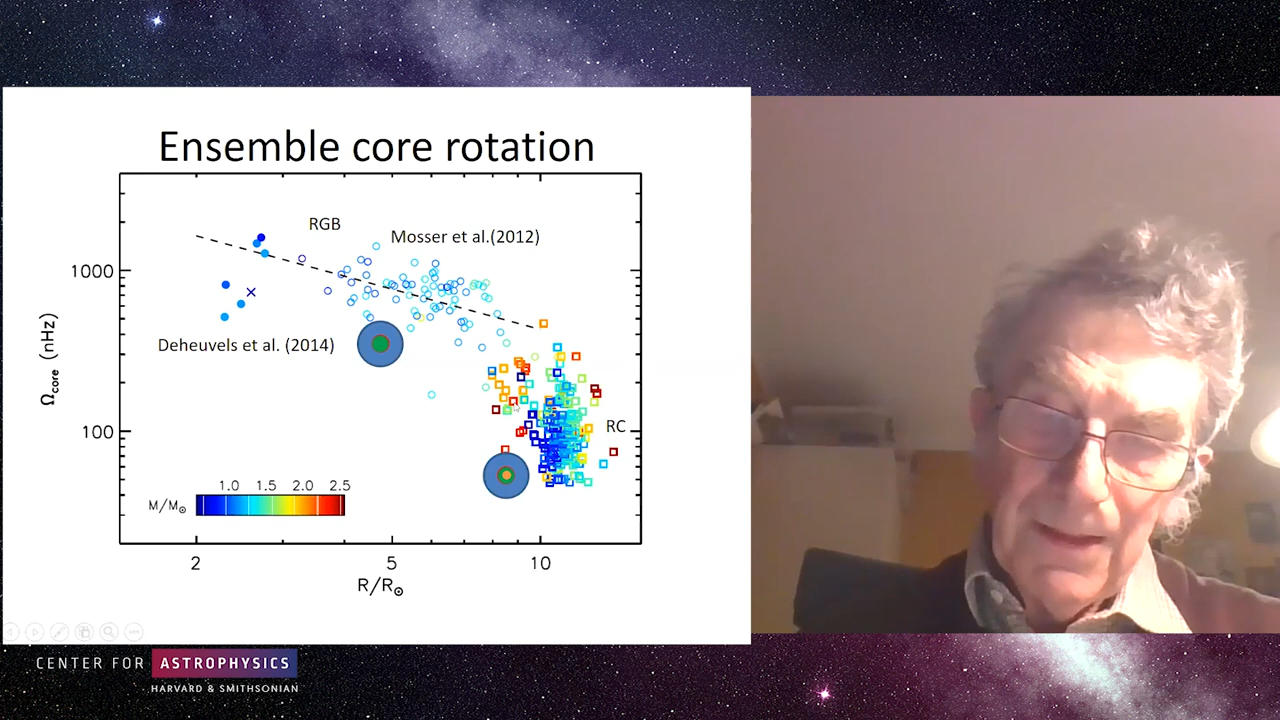 Ensemble core rotation
RGB
Mosser et al.(2012)
1000
Deheuvels et al. (2014)
Ωcore (nHz)
100
RC
1.0 1.5 2.0 2.5
M/M⊙
2 5 10
R/R⊙
CENTER FOR ASTROPHYSICS
HARVARD & SMITHSONIAN